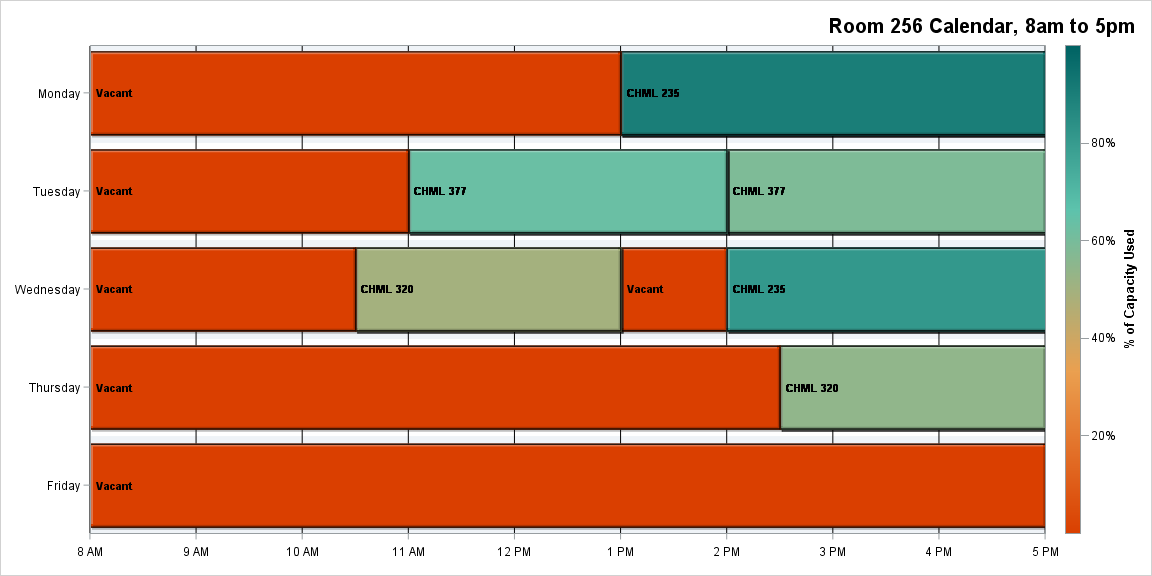 Room 256 Calendar, 8am to 5pm
Monday
Vacant
CHML 235
Tuesday
Vacant
CHML 377
CHML 377
Wednesday
Vacant
CHML 320
Vacant
CHML 235
Thursday
Vacant
CHML 320
Friday
Vacant
8 AM
9 AM
10 AM
11 AM
12 PM
1 PM
2 PM
3 PM
4 PM
5 PM
80%
60%
40%
20%
% of Capacity Used